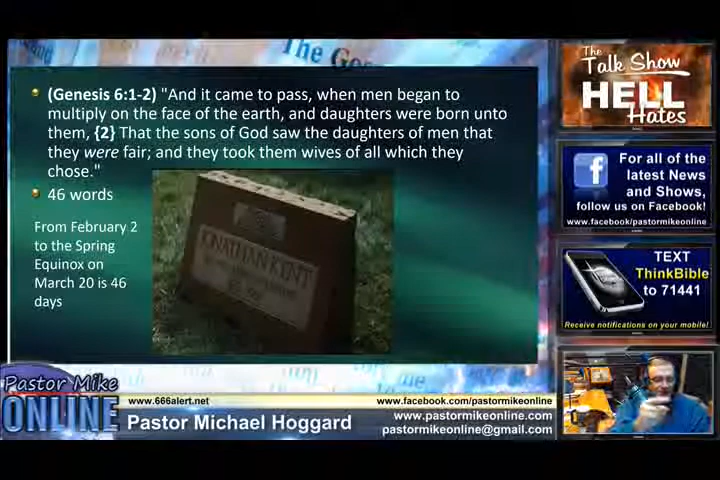 The Go
(Genesis 6:1-2) "And it came to pass, when men began to
multiply on the face of the earth, and daughters were born unto
them, {2} That the sons of God saw the daughters of men that
they were fair; and they took them wives of all which they
chose."
46 words
From February 2
to the Spring
Equinox on
March 20 is 46
days
JONATHAN KENT
The
Talk Show
HELL
Hates
For all of the
latest News
and Shows,
follow us on Facebook!
www.facebook/pastormikeonline.com
TEXT
ThinkBible
to 71441
Receive notifications on your mobile!
Pastor Mike
ONLINE
www.666alert.net
www.facebook.com/pastormikeonline
Pastor Michael Hoggard
www.pastormikeonline.com
pastormikeonline@gmail.com